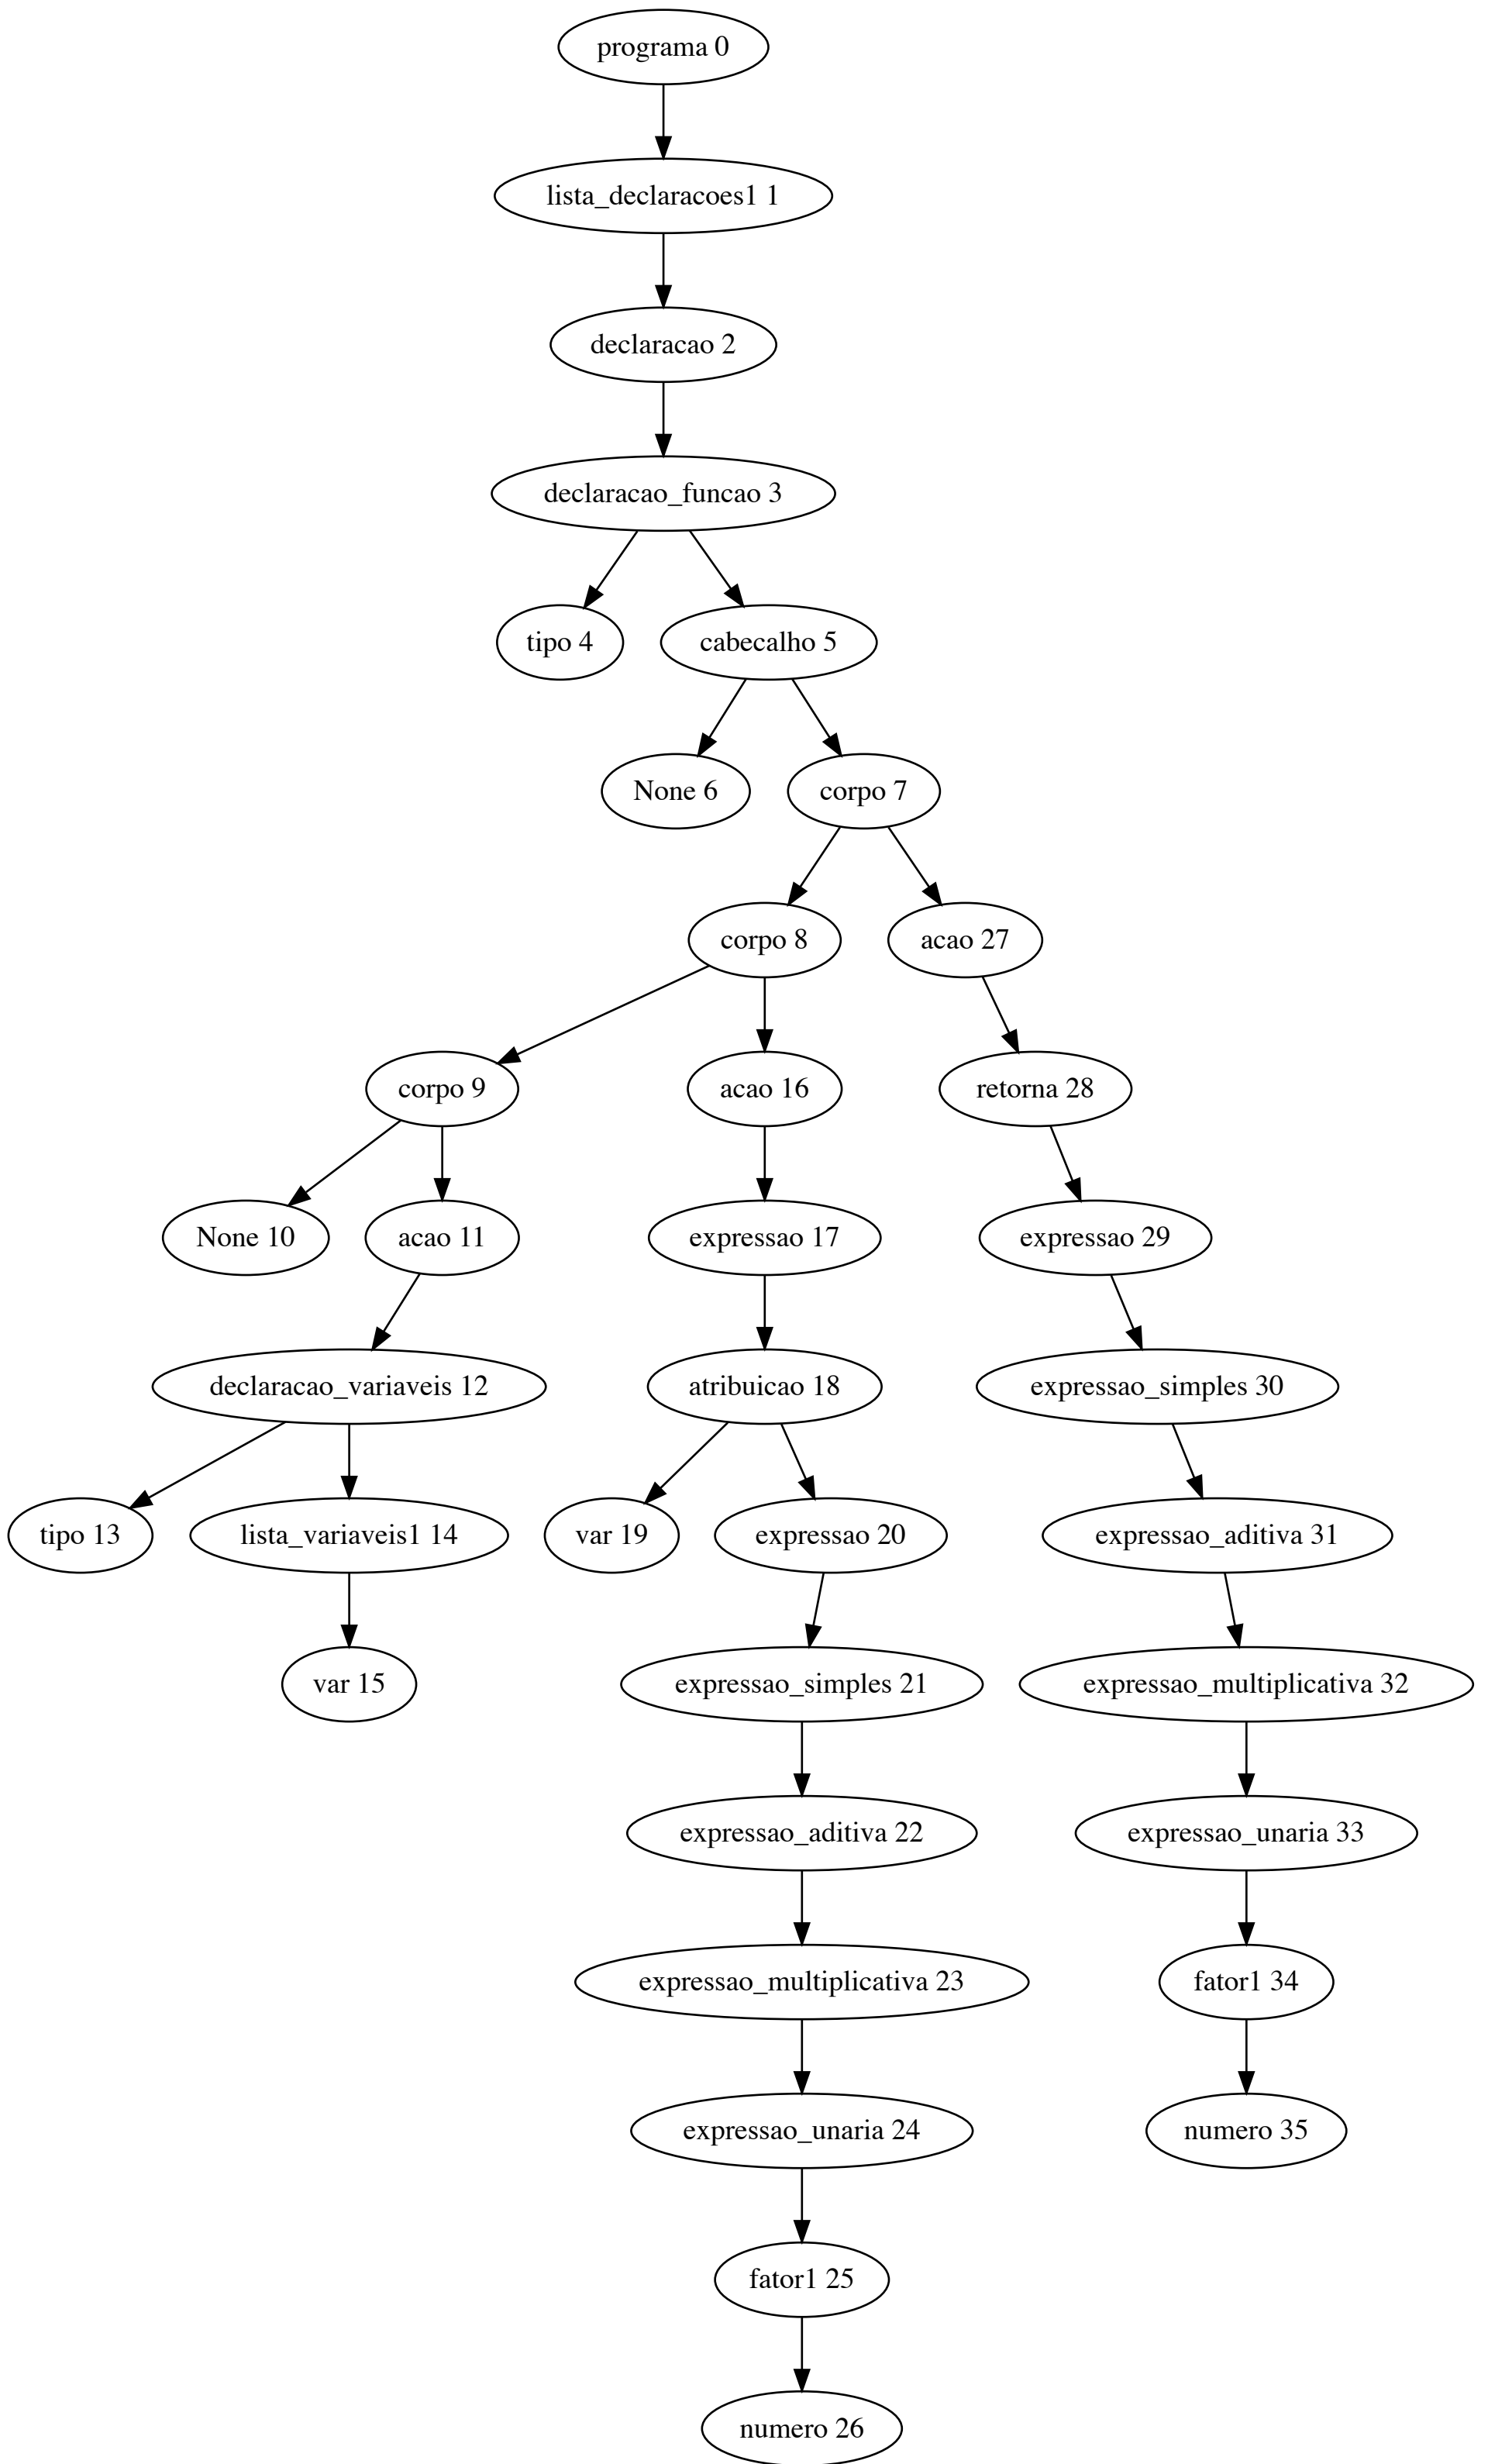 programa 0
lista_declaracoes1 1
declaracao 2
declaracao_funcao 3
tipo 4
cabecalho 5
None 6
corpo 7
corpo 8
acao 27
corpo 9
acao 16
retorna 28
None 10
acao 11
expressao 17
expressao 29
declaracao_variaveis 12
atribuicao 18
expressao_simples 30
tipo 13
lista_variaveis1 14
var 19
expressao 20
expressao_aditiva 31
var 15
expressao_simples 21
expressao_multiplicativa 32
expressao_aditiva 22
expressao_unaria 33
expressao_multiplicativa 23
fator1 34
expressao_unaria 24
numero 35
fator1 25
numero 26